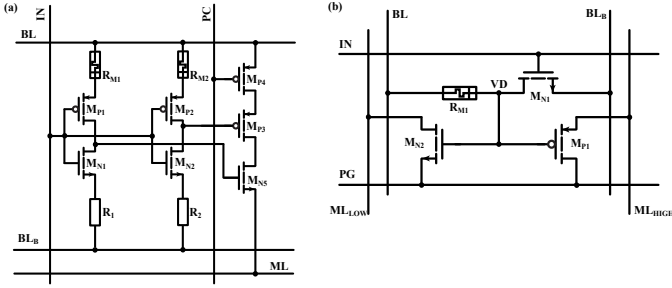 (a)
IN
PC
BL
R_M1
R_M2
M_P4
M_P1
M_P2
M_P3
M_N1
M_N2
M_N5
R_1
R_2
BL_B
ML
(b)
BL
BL_B
IN
VD
R_M1
M_N1
M_N2
M_P1
PG
ML_LOW
ML_HIGH